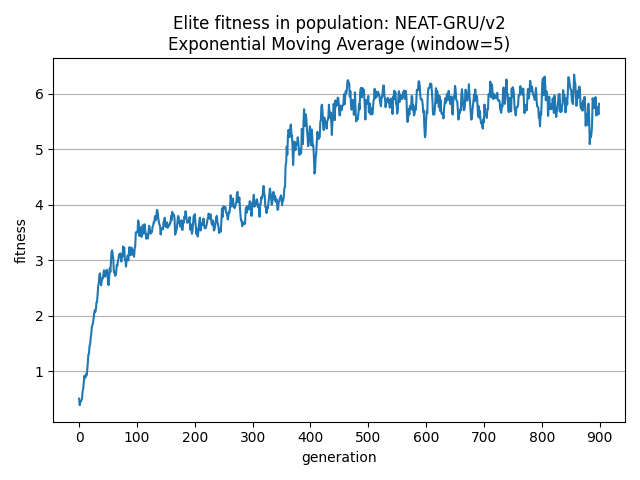 Elite fitness in population: NEAT-GRU/v2
Exponential Moving Average (window=5)
fitness
6
5
4
3
2
1
0 100 200 300 400 500 600 700 800 900
generation